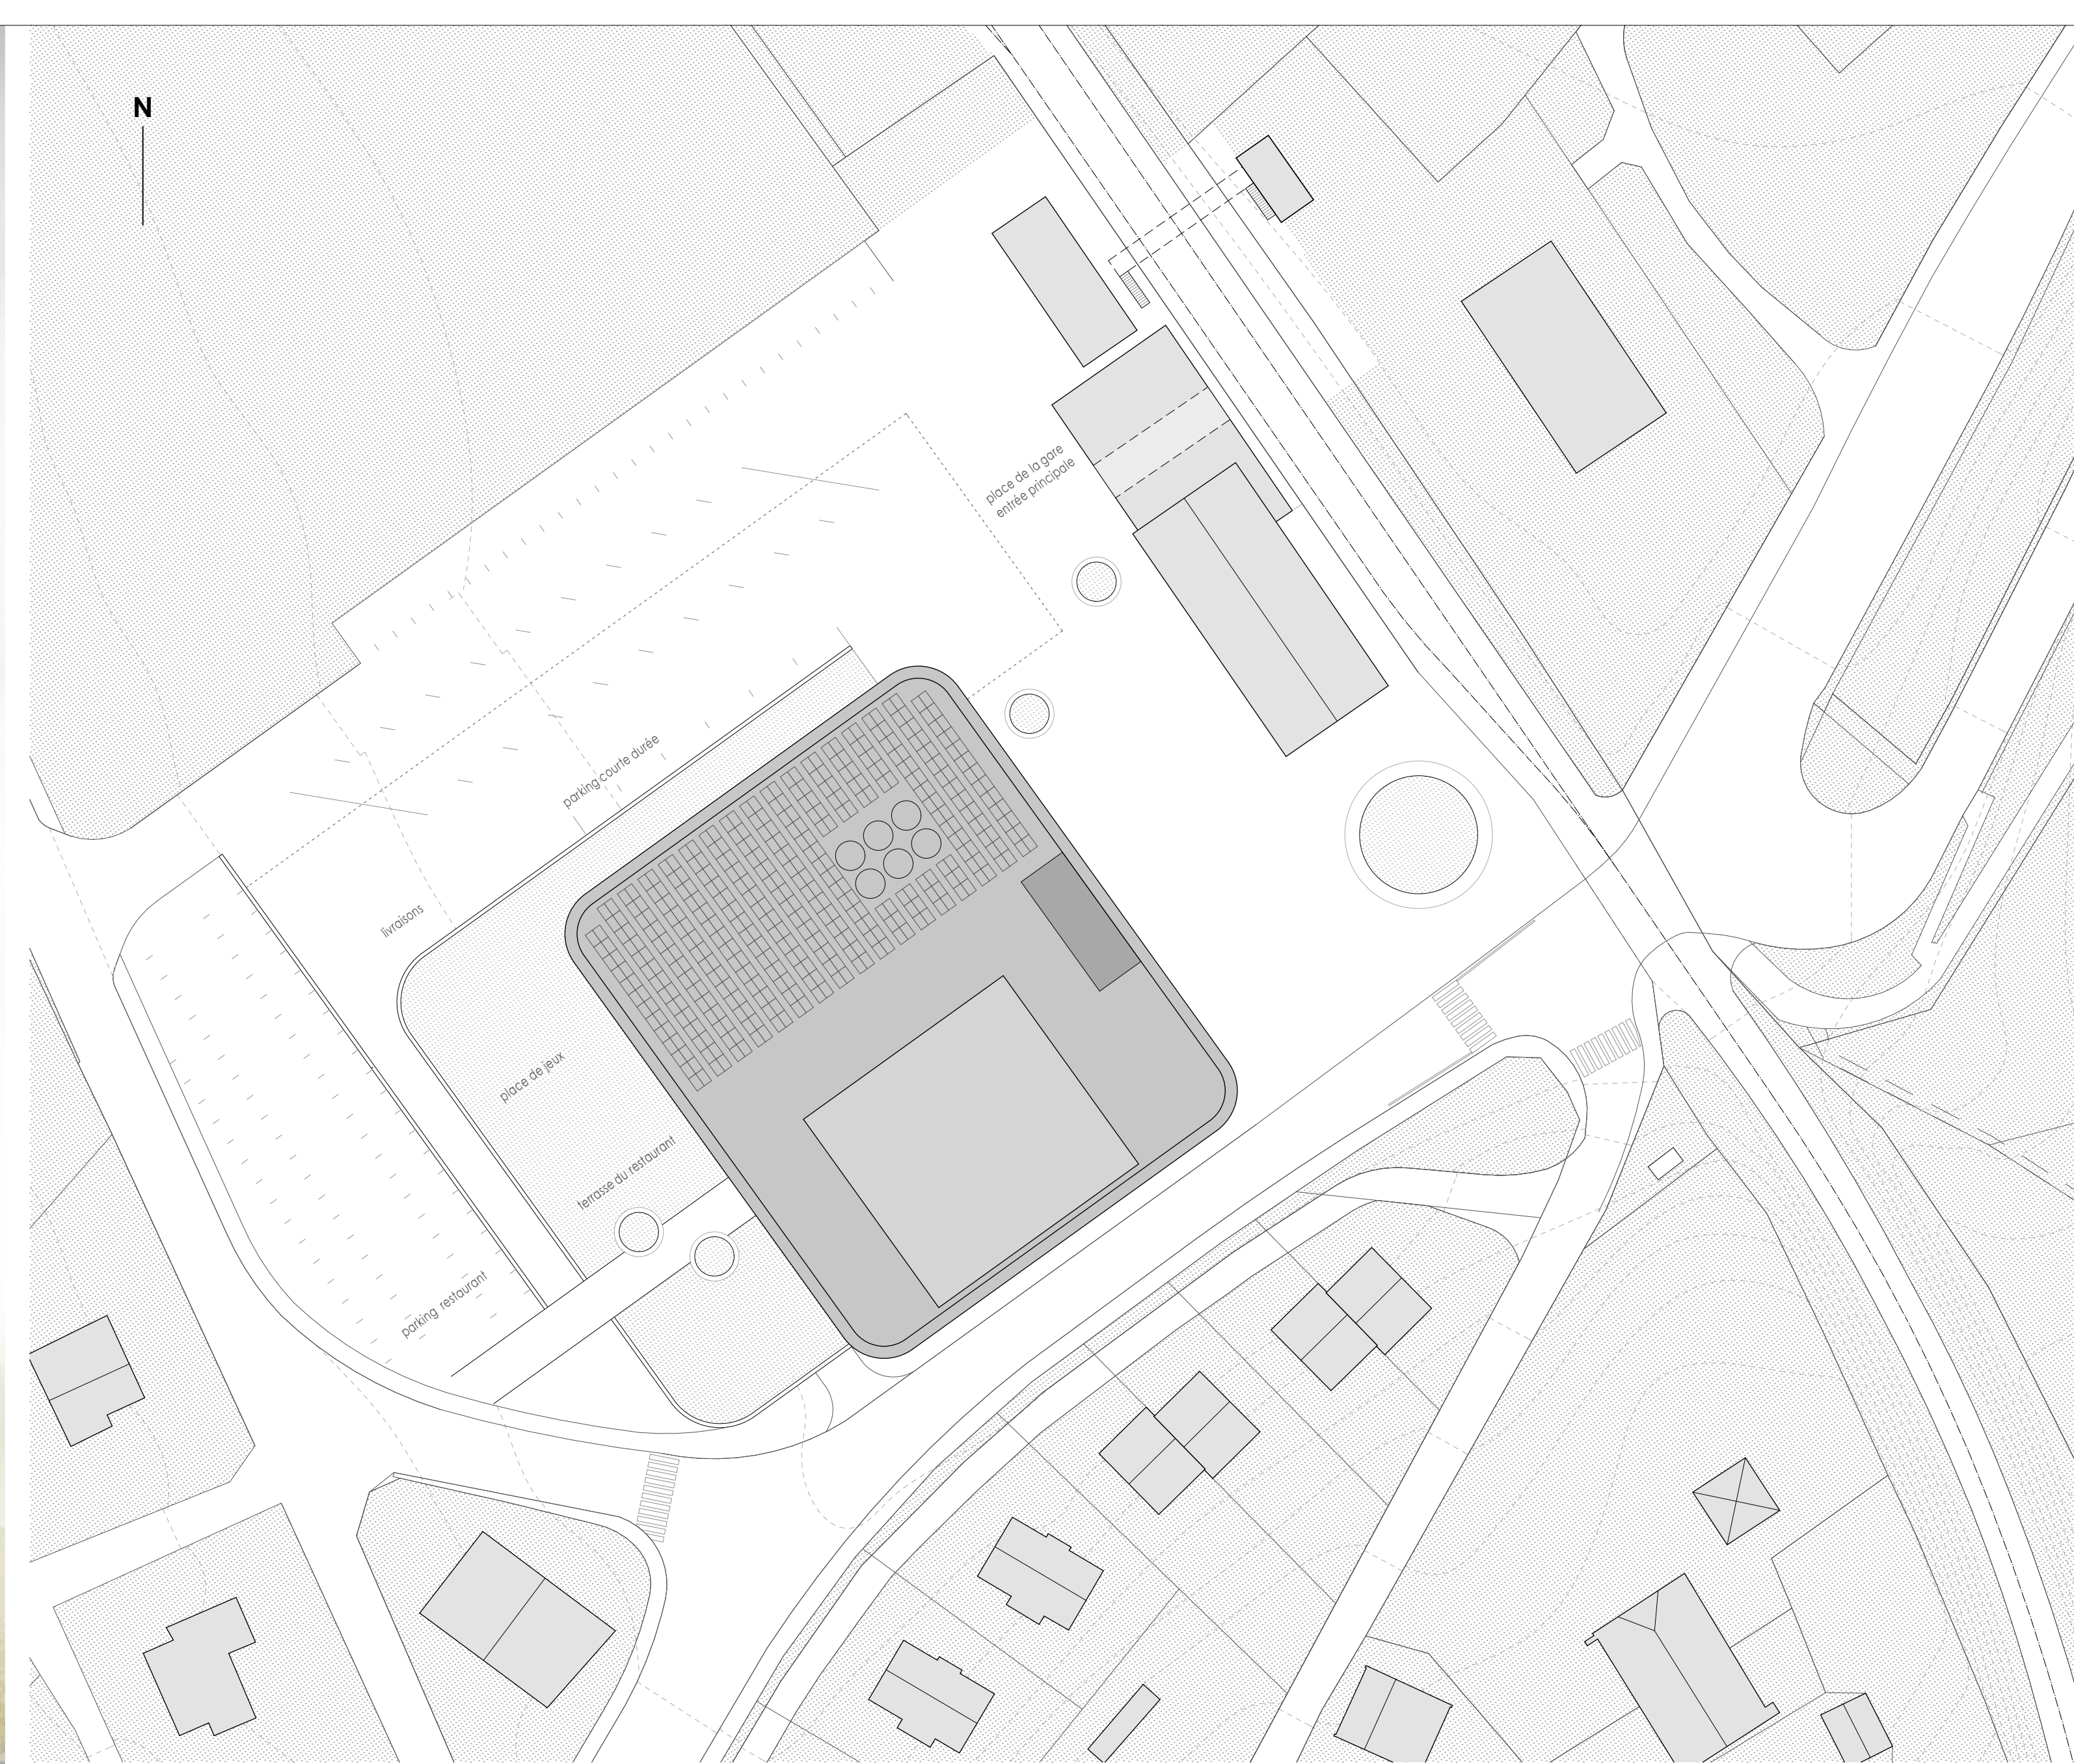 N
place de la gare
entrée principale
parking courte durée
livraisons
place de jeux
terrasse du restaurant
parking restaurant